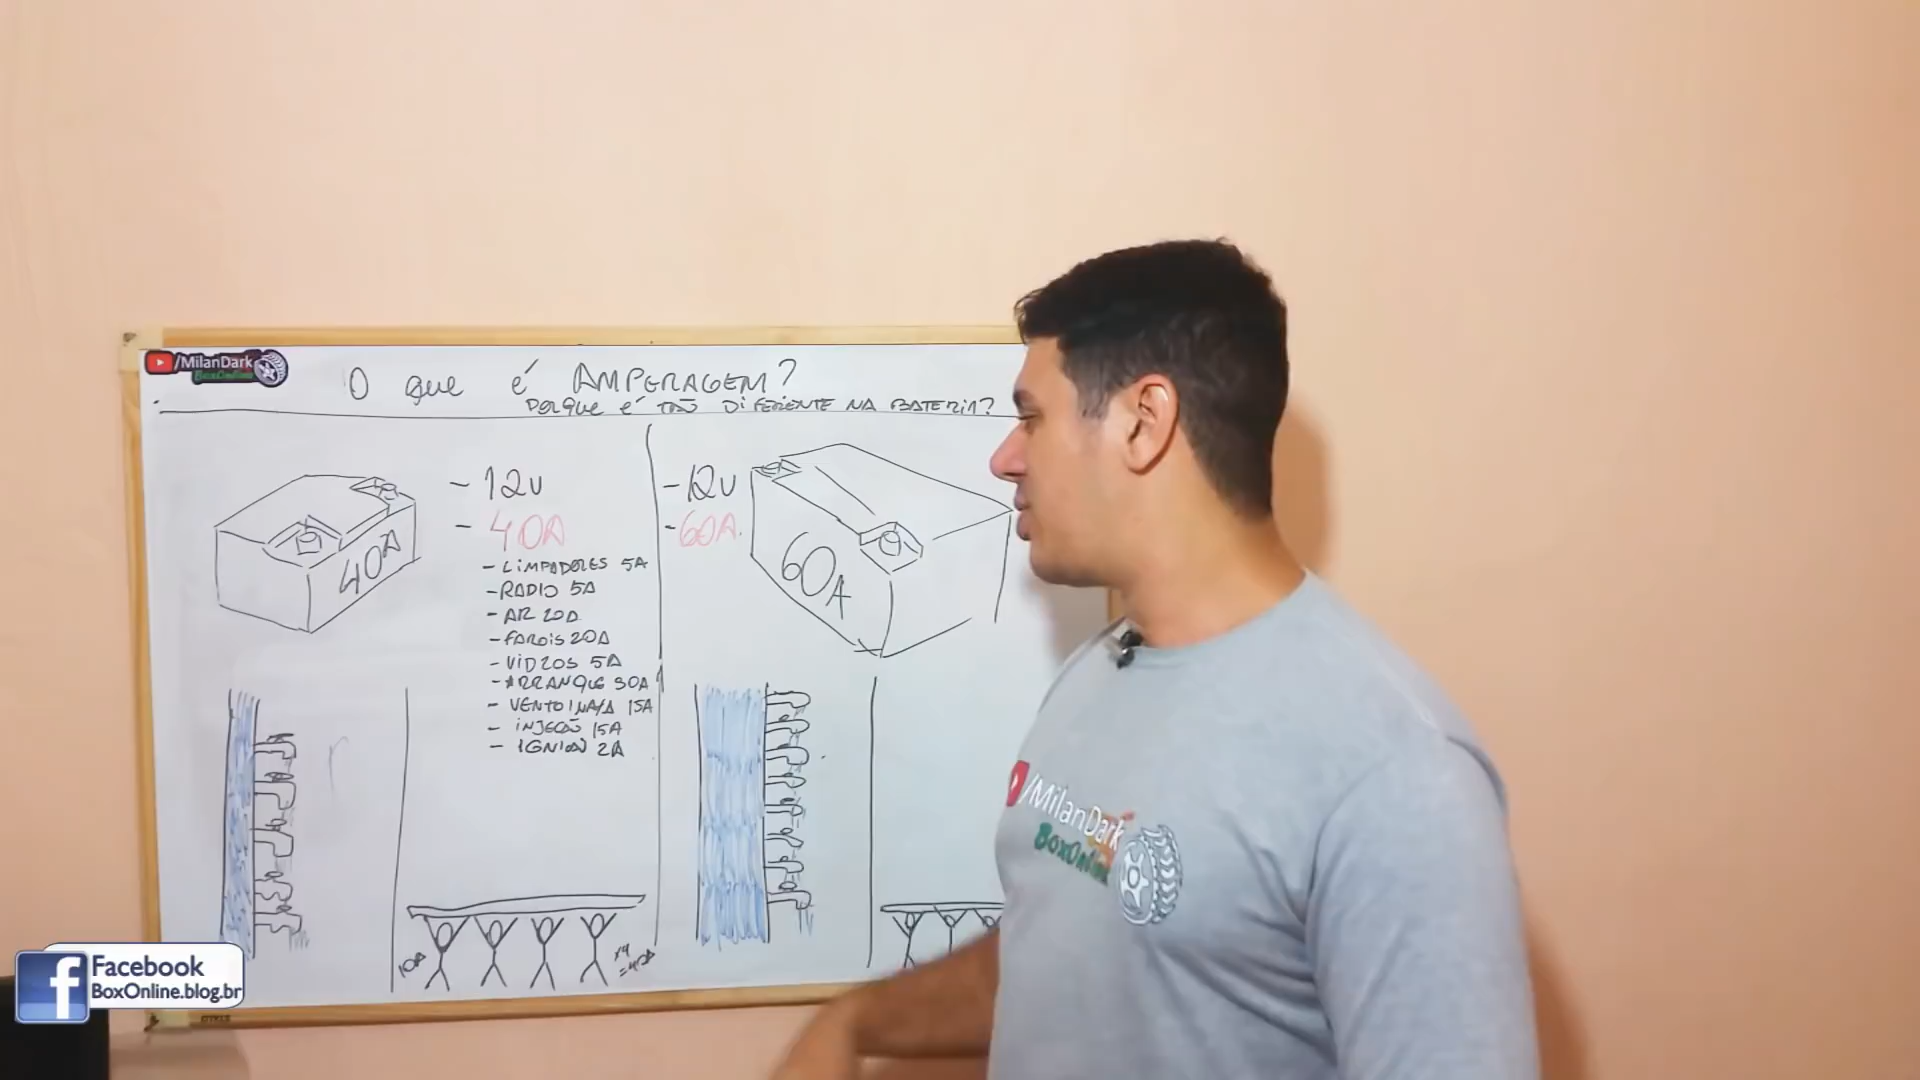 /MilanDark
BoxOnline
O que é AMPERAGEM?
PORQUE É TÃO DIFERENTE NA BATERIA?
- 12V
- 40A
40A
- LIMPADORES 5A
- RADIO 5A
- AR 20A
- FAROIS 20A
- VIDROS 5A
- ARRANQUE 30A
- VENTOINHA 15A
- INJEÇÃO 15A
- IGNIÇÃO 2A
10A
x4
=40A
- 12V
- 60A.
60A
/MilanDark
BoxOnline
Facebook
BoxOnline.blog.br